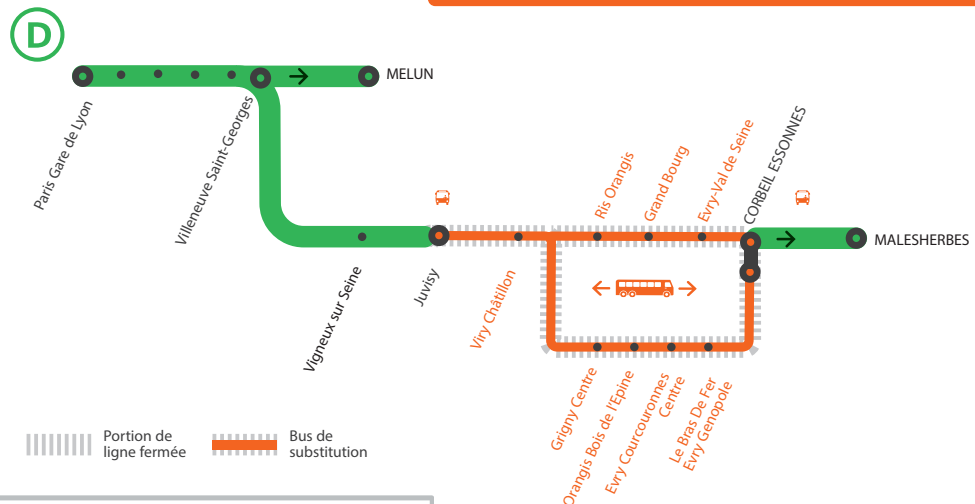 D
MELUN
Paris Gare de Lyon
Villeneuve Saint-Georges
Vigneux sur Seine
Juvisy
Viry Châtillon
Ris Orangis
Grand Bourg
Evry-Val de Seine
CORBEIL ESSONNES
MALESHERBES
Grigny Centre
Orangis Bois de l'Epine
Evry Courcouronnes
Centre
Le Bras De Fer
Evry Genopole
Portion de
ligne fermée
Bus de
substitution